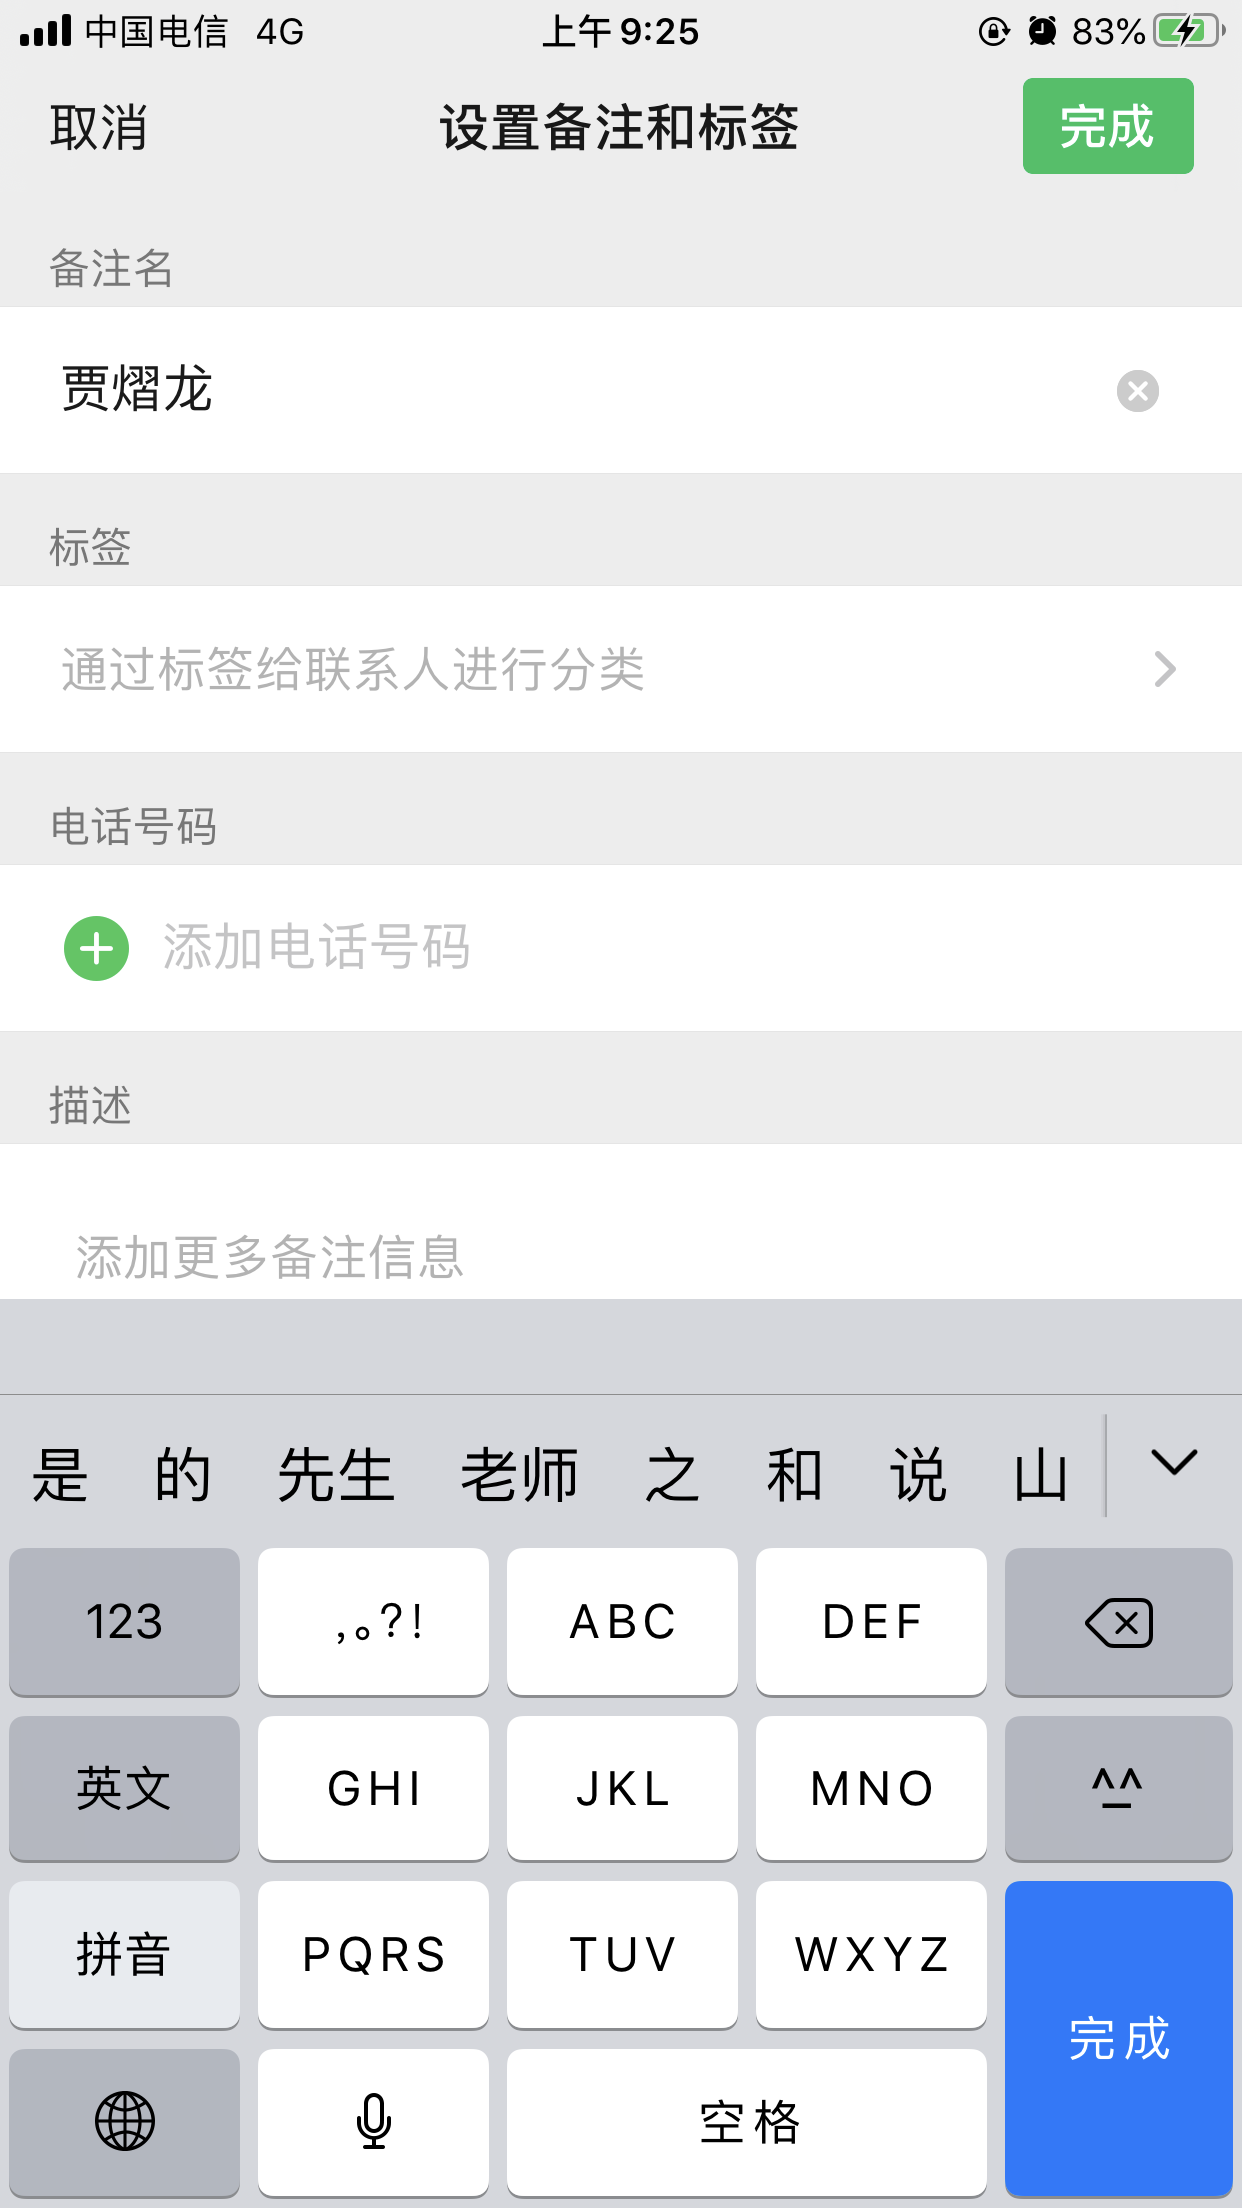 中国电信 4G 上午 9:25 83%
取消 设置备注和标签 完成
备注名
贾熠龙
标签
通过标签给联系人进行分类
电话号码
添加电话号码
描述
添加更多备注信息
是 的 先生 老师 之 和 说 山
123 ,。?! ABC DEF
英文 GHI JKL MNO ^_^
拼音 PQRS TUV WXYZ
完成
空格